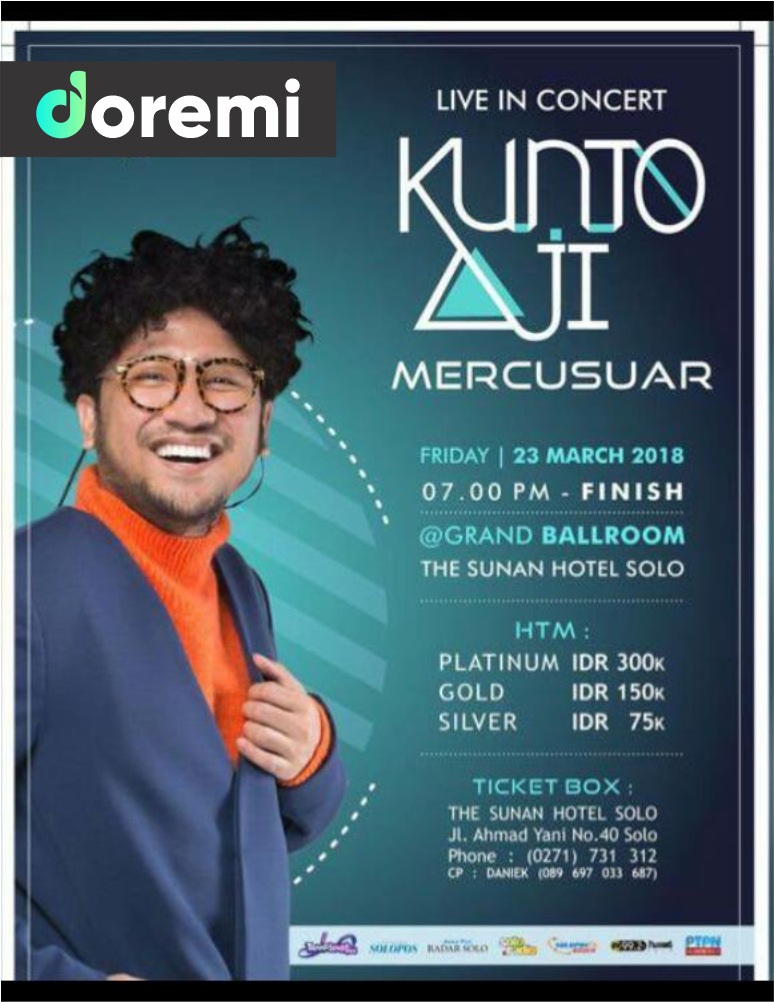 doremi
LIVE IN CONCERT
KUNTO
AJI
MERCUSUAR
FRIDAY | 23 MARCH 2018
07.00 PM - FINISH
@GRAND BALLROOM
THE SUNAN HOTEL SOLO
HTM :
PLATINUM IDR 300K
GOLD IDR 150K
SILVER IDR 75K
TICKET BOX :
THE SUNAN HOTEL SOLO
Jl. Ahmad Yani No.40 Solo
Phone : (0271) 731 312
CP : DANIEK (089 697 033 687)
SOLOPOS RADAR SOLO 99.2 PTPN